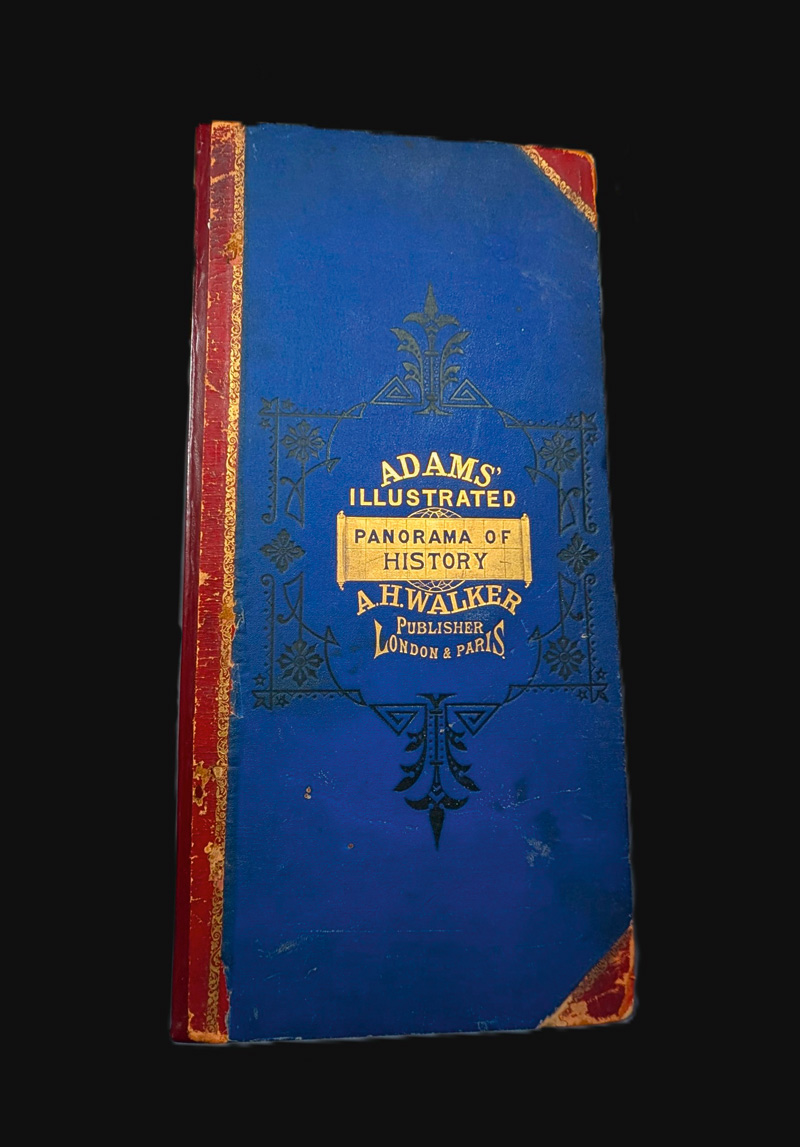 ADAMS'
ILLUSTRATED
PANORAMA OF
HISTORY
A.H.WALKER
PUBLISHER
LONDON & PARIS